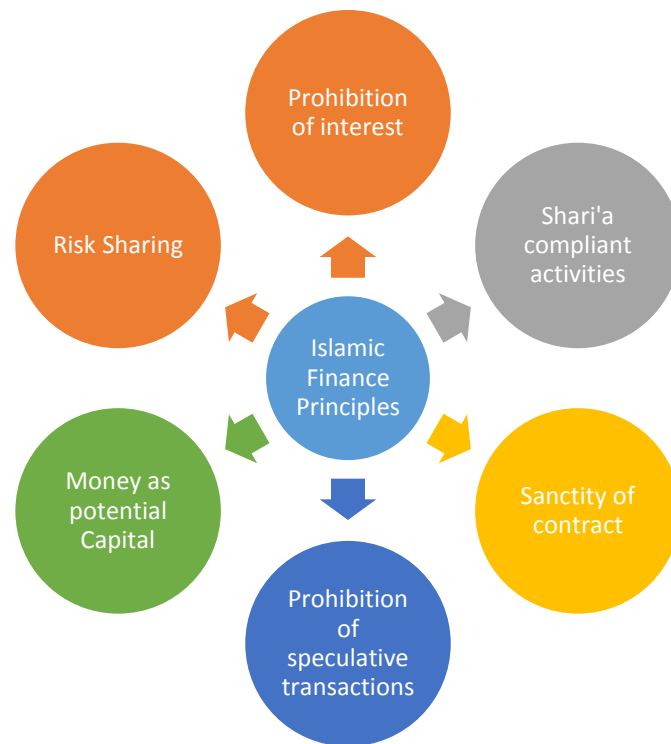 Prohibition
of interest
Shari'a
compliant
activities
Sanctity of
contract
Prohibition
of
speculative
transactions
Money as
potential
Capital
Risk Sharing
Islamic
Finance
Principles